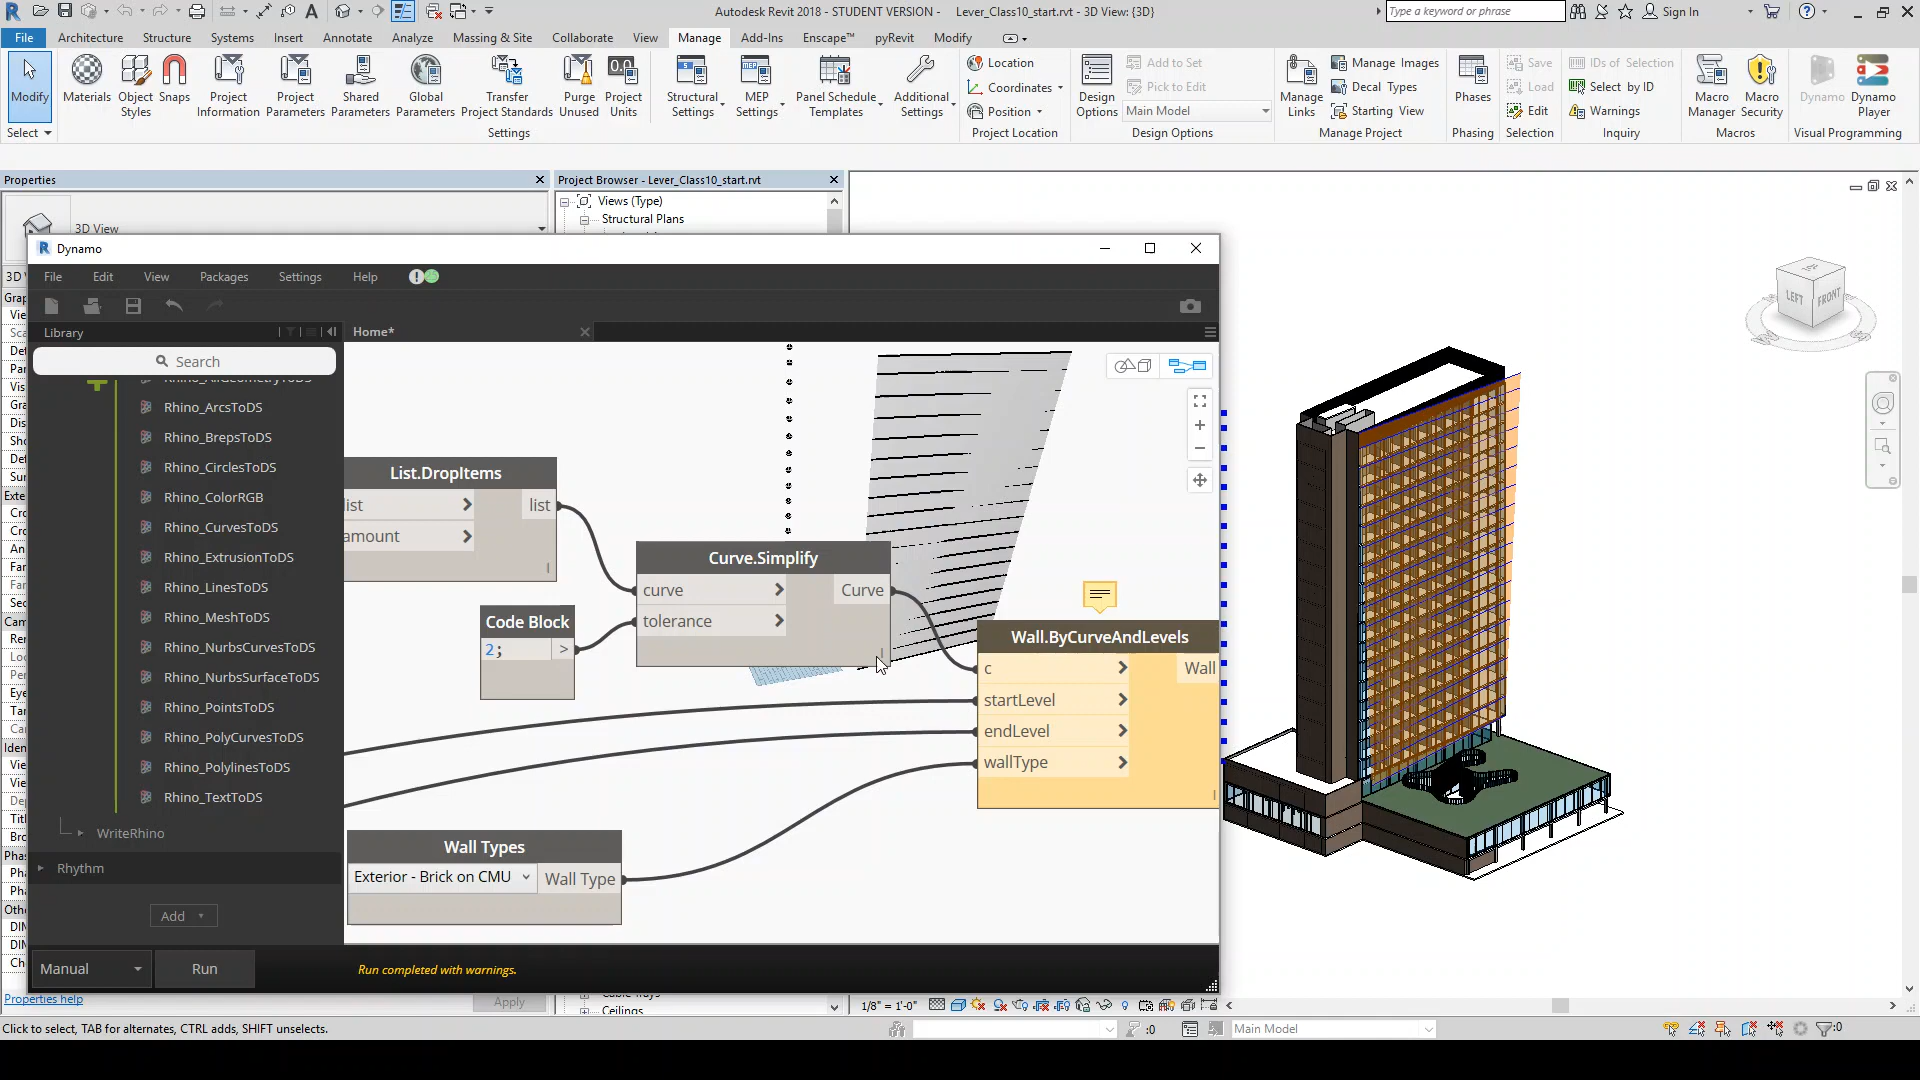 Autodesk Revit 2018 - STUDENT VERSION - Lever_Class10_start.rvt - 3D View: {3D}
Type a keyword or phrase
Sign In
File Architecture Structure Systems Insert Annotate Analyze Massing & Site Collaborate View Manage Add-Ins Enscape™ pyRevit Modify
Modify
Materials
Object Styles
Snaps
Project Information
Project Parameters
Shared Parameters
Global Parameters
Transfer Project Standards
Purge Unused
Project Units
Structural Settings
MEP Settings
Panel Schedule Templates
Additional Settings
Location
Coordinates
Position
Design Options
Add to Set
Pick to Edit
Main Model
Manage Links
Manage Images
Decal Types
Starting View
Phases
Save
Load
Edit
IDs of Selection
Select by ID
Warnings
Macro Manager
Macro Security
Dynamo
Dynamo Player
Select Settings Project Location Design Options Manage Project Phasing Selection Inquiry Macros Visual Programming
Properties
Project Browser - Lever_Class10_start.rvt
Views (Type)
Structural Plans
3D View
Dynamo
File Edit View Packages Settings Help
Library
Home*
Search
Rhino_ArcsToDS
Rhino_BrepsToDS
Rhino_CirclesToDS
Rhino_ColorRGB
Rhino_CurvesToDS
Rhino_ExtrusionToDS
Rhino_LinesToDS
Rhino_MeshToDS
Rhino_NurbsCurvesToDS
Rhino_NurbsSurfaceToDS
Rhino_PointsToDS
Rhino_PolyCurvesToDS
Rhino_PolylinesToDS
Rhino_TextToDS
WriteRhino
Rhythm
Add
List.DropItems
list > list
amount >
Curve.Simplify
curve > Curve
tolerance >
Code Block
2; >
Wall.ByCurveAndLevels
c > Wall
startLevel >
endLevel >
wallType >
Wall Types
Exterior - Brick on CMU Wall Type
Manual Run Run completed with warnings.
LEFT FRONT
Properties help Apply
Ceilings
1/8" = 1'-0"
Click to select, TAB for alternates, CTRL adds, SHIFT unselects.
:0
Main Model
:0